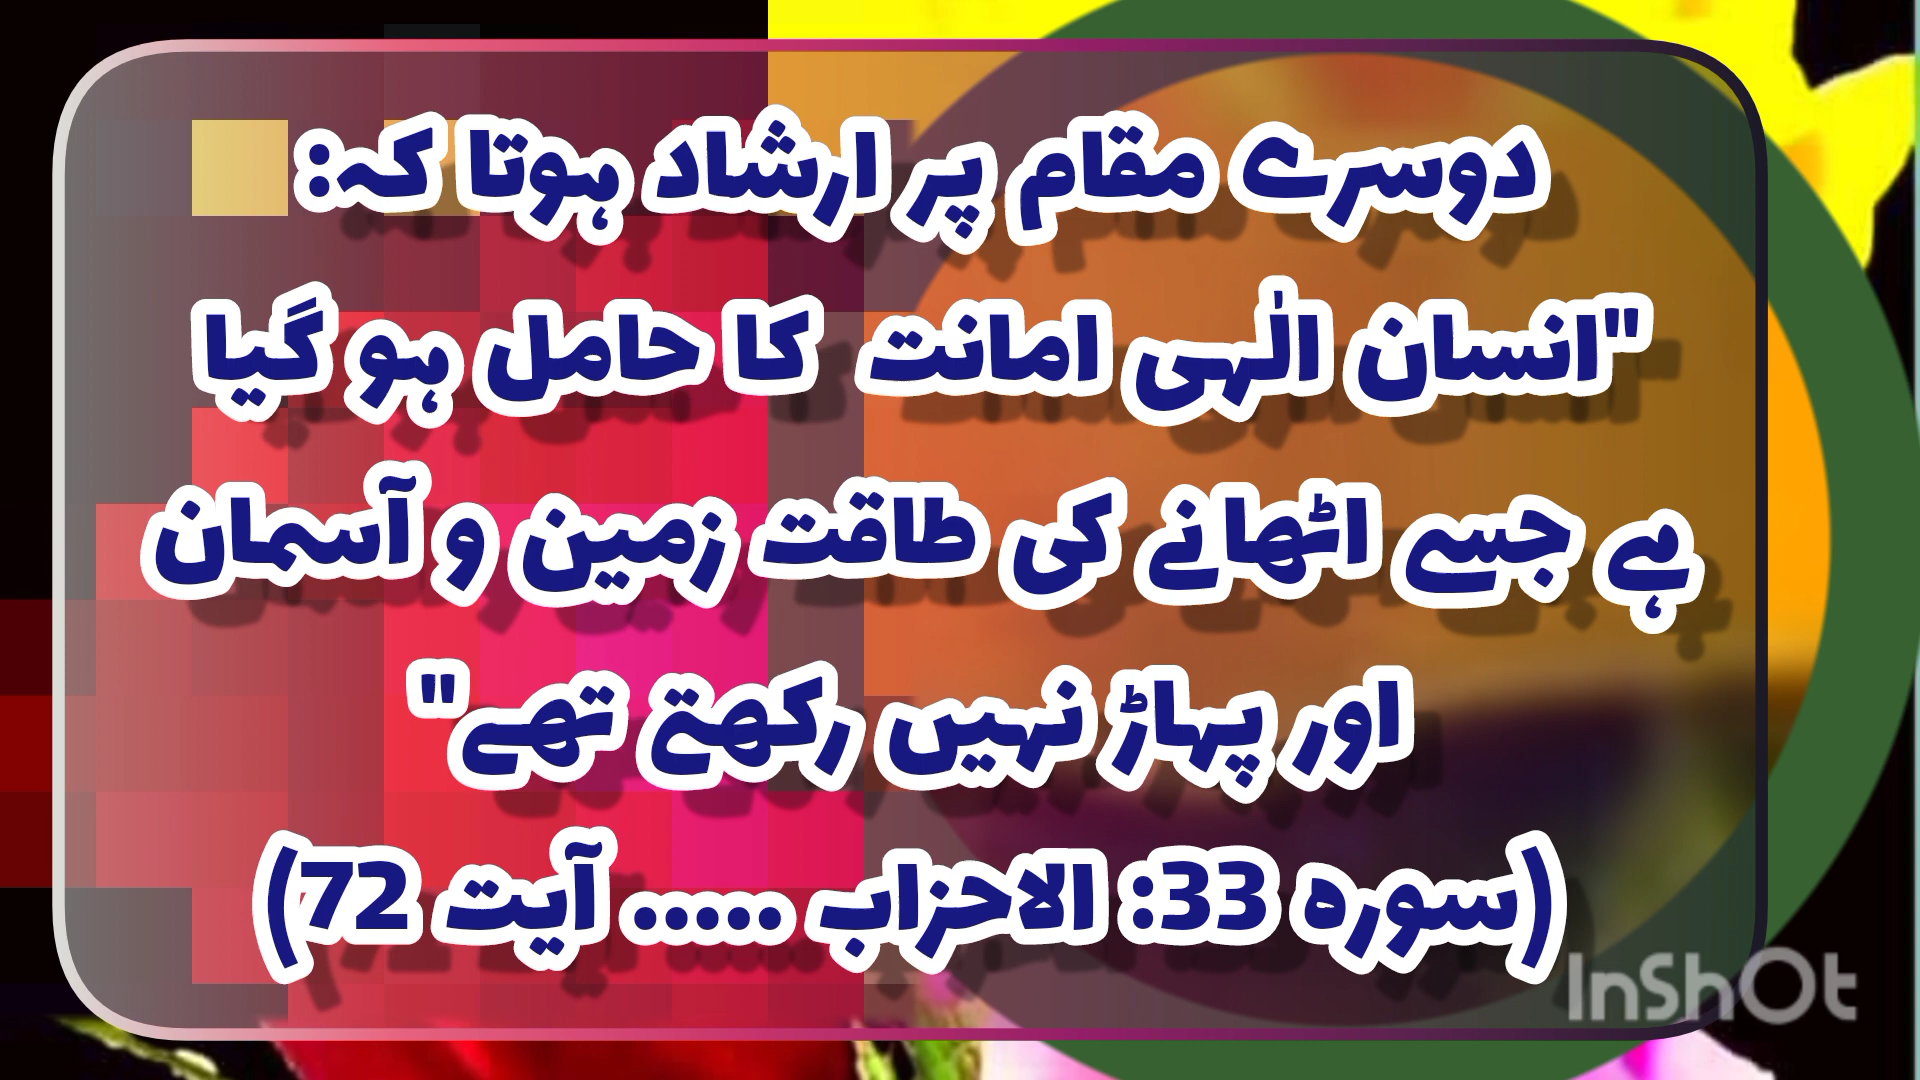 دوسرے مقام پر ارشاد ہوتا کہ:
"انسان الٰہی امانت کا حامل ہو گیا
ہے جسے اٹھانے کی طاقت زمین و آسمان
اور پہاڑ نہیں رکھتے تھے"
(سورہ 33: الاحزاب ..... آیت 72)
InShOt